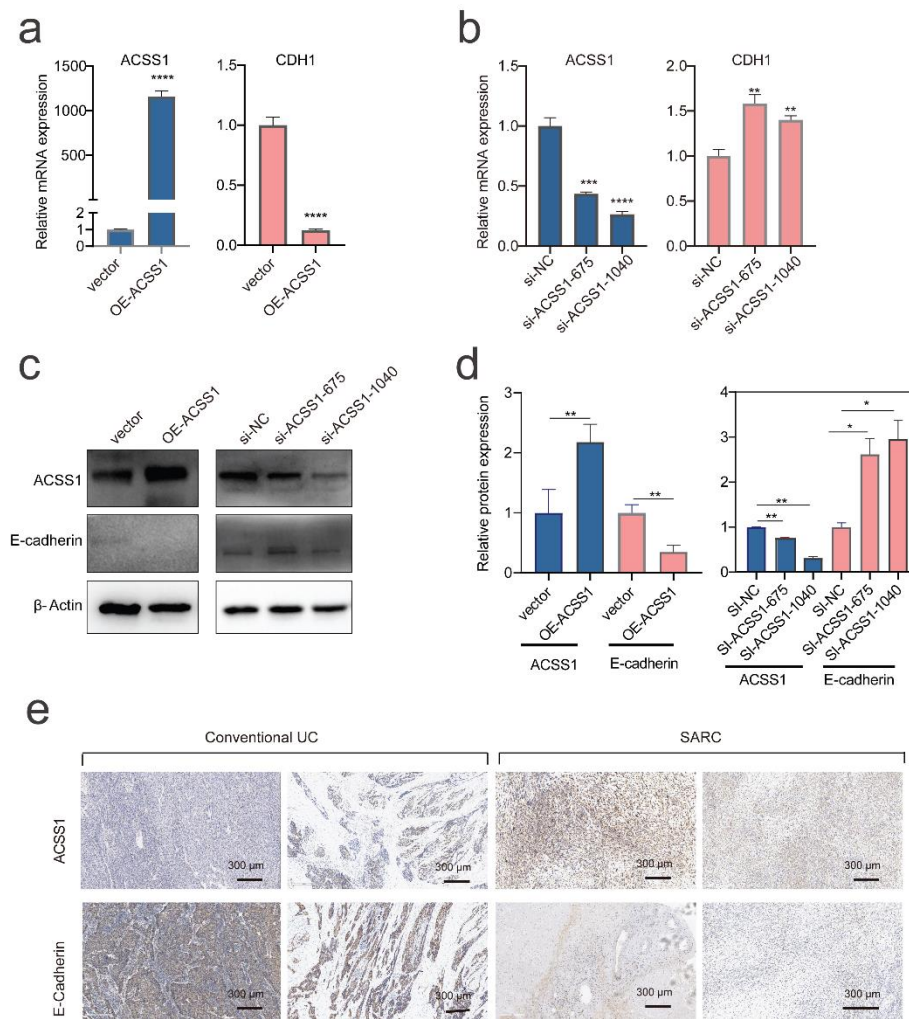 a
ACSS1
CDH1
Relative mRNA expression
1500
1000
500
2
1
0
****
vector
OE-ACSS1
1.5
1.0
0.5
0.0
****
vector
OE-ACSS1
b
ACSS1
CDH1
Relative mRNA expression
1.5
1.0
0.5
0.0
***
****
si-NC
si-ACSS1-675
si-ACSS1-1040
2.0
1.5
1.0
0.5
0.0
**
**
si-NC
si-ACSS1-675
si-ACSS1-1040
c
vector
OE-ACSS1
si-NC
si-ACSS1-675
si-ACSS1-1040
ACSS1
E-cadherin
β- Actin
d
Relative protein expression
3
2
1
0
**
**
vector
OE-ACSS1
vector
OE-ACSS1
ACSS1
E-cadherin
4
3
2
1
0
*
*
**
**
SI-NC
SI-ACSS1-675
SI-ACSS1-1040
SI-NC
SI-ACSS1-675
SI-ACSS1-1040
ACSS1
E-cadherin
e
Conventional UC
SARC
ACSS1
300 µm
300 µm
300 µm
300 µm
E-Cadherin
300 µm
300 µm
300 µm
300 µm